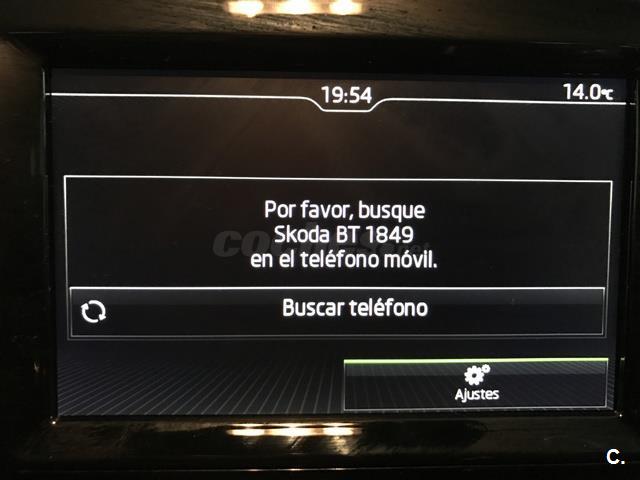 19:54
14.0°C
Por favor, busque
Skoda BT 1849
en el teléfono móvil.
Buscar teléfono
Ajustes
C.